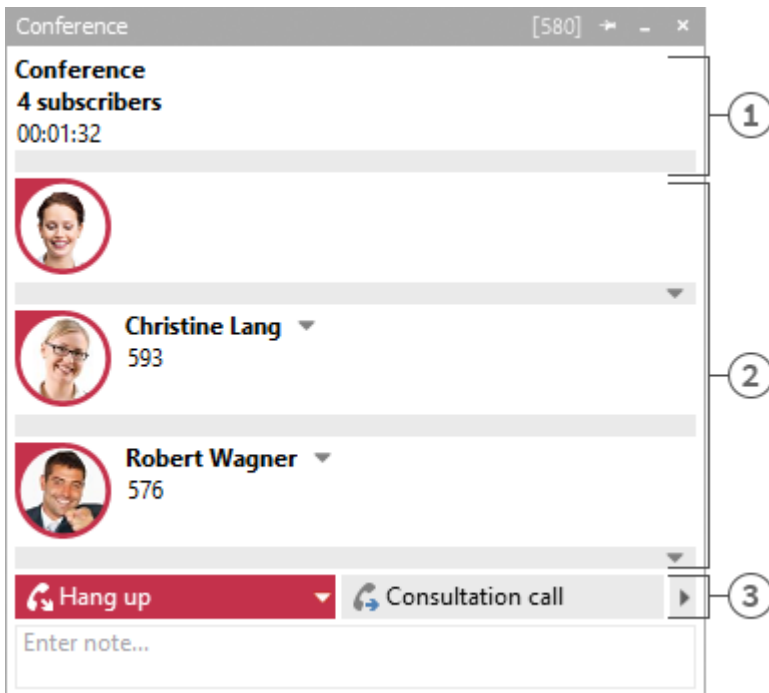 Conference [580]
Conference
4 subscribers
00:01:32
1
Christine Lang
593
2
Robert Wagner
576
Hang up Consultation call
3
Enter note...